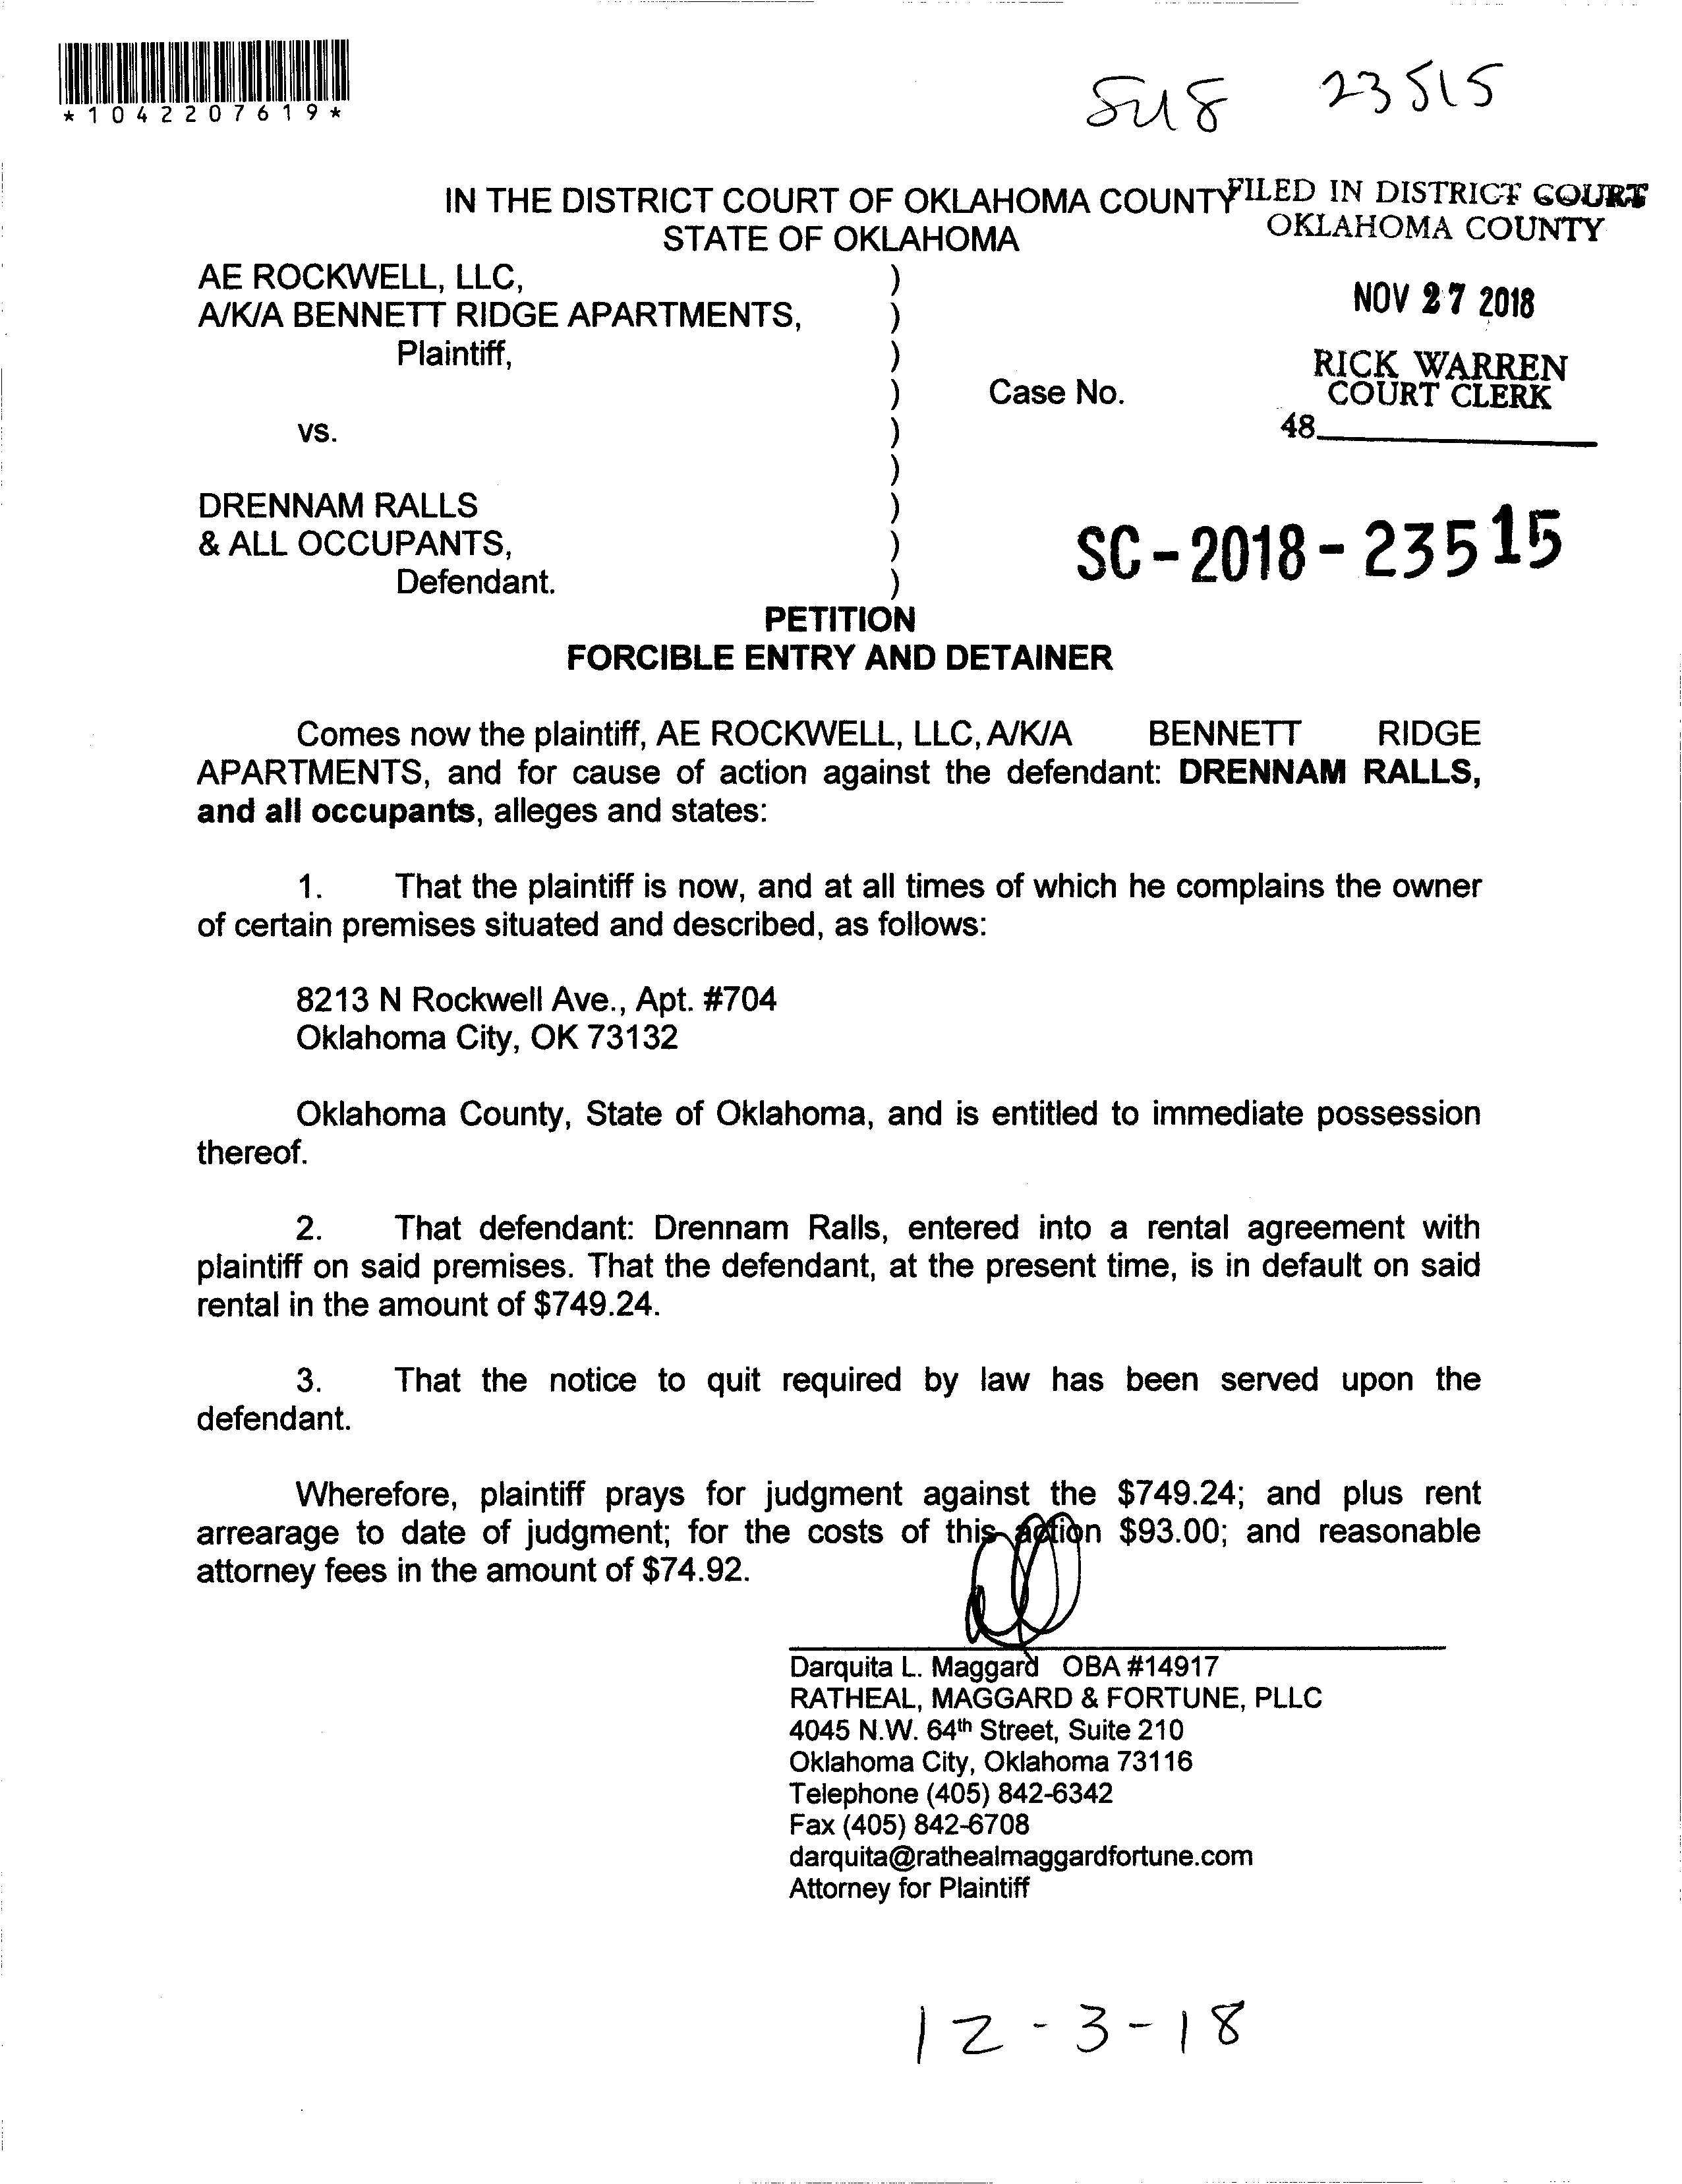 *1042207619*
23515
IN THE DISTRICT COURT OF OKLAHOMA COUNTY
STATE OF OKLAHOMA
FILED IN DISTRICT COURT
OKLAHOMA COUNTY
NOV 27 2018
RICK WARREN
COURT CLERK
48
AE ROCKWELL, LLC, )
A/K/A BENNETT RIDGE APARTMENTS, )
Plaintiff, )
) Case No.
vs. )
)
DRENNAM RALLS )
& ALL OCCUPANTS, )
Defendant. )
SC-2018-23515
PETITION
FORCIBLE ENTRY AND DETAINER
Comes now the plaintiff, AE ROCKWELL, LLC, A/K/A BENNETT RIDGE
APARTMENTS, and for cause of action against the defendant: DRENNAM RALLS,
and all occupants, alleges and states:
1. That the plaintiff is now, and at all times of which he complains the owner
of certain premises situated and described, as follows:
8213 N Rockwell Ave., Apt. #704
Oklahoma City, OK 73132
Oklahoma County, State of Oklahoma, and is entitled to immediate possession
thereof.
2. That defendant: Drennam Ralls, entered into a rental agreement with
plaintiff on said premises. That the defendant, at the present time, is in default on said
rental in the amount of $749.24.
3. That the notice to quit required by law has been served upon the
defendant.
Wherefore, plaintiff prays for judgment against the $749.24; and plus rent
arrearage to date of judgment; for the costs of this action $93.00; and reasonable
attorney fees in the amount of $74.92.
Darquita L. Maggard OBA #14917
RATHEAL, MAGGARD & FORTUNE, PLLC
4045 N.W. 64th Street, Suite 210
Oklahoma City, Oklahoma 73116
Telephone (405) 842-6342
Fax (405) 842-6708
darquita@rathealmaggardfortune.com
Attorney for Plaintiff
12-3-18